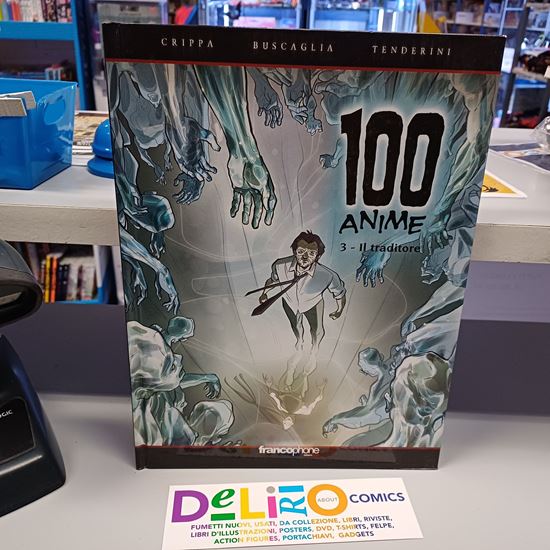 CRIPPA BUSCAGLIA TENDERINI
100
ANIME
3 - Il traditore
francophone
DeLiRiO ABOUT COMICS
FUMETTI NUOVI, USATI, DA COLLEZIONE, LIBRI, RIVISTE,
LIBRI D'ILLUSTRAZIONI, POSTERS, DVD, T-SHIRTS, FELPE,
ACTION FIGURES, PORTACHIAVI, GADGETS